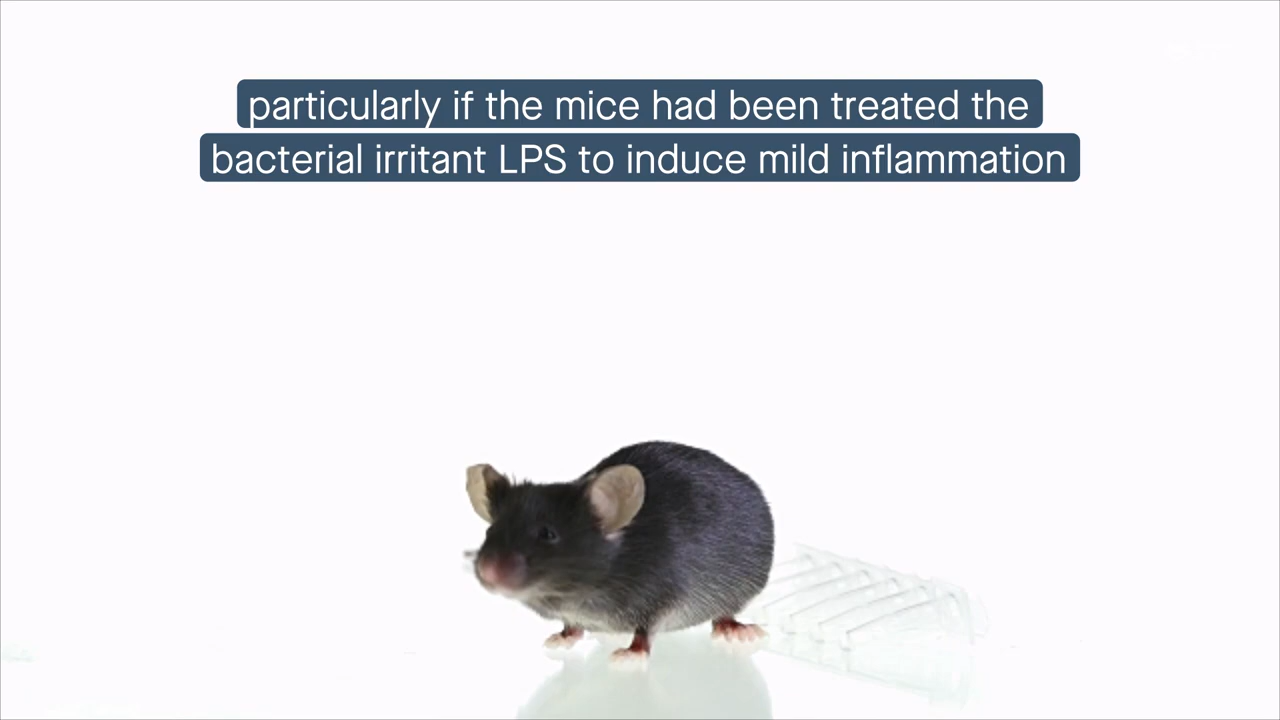 particularly if the mice had been treated the
bacterial irritant LPS to induce mild inflammation